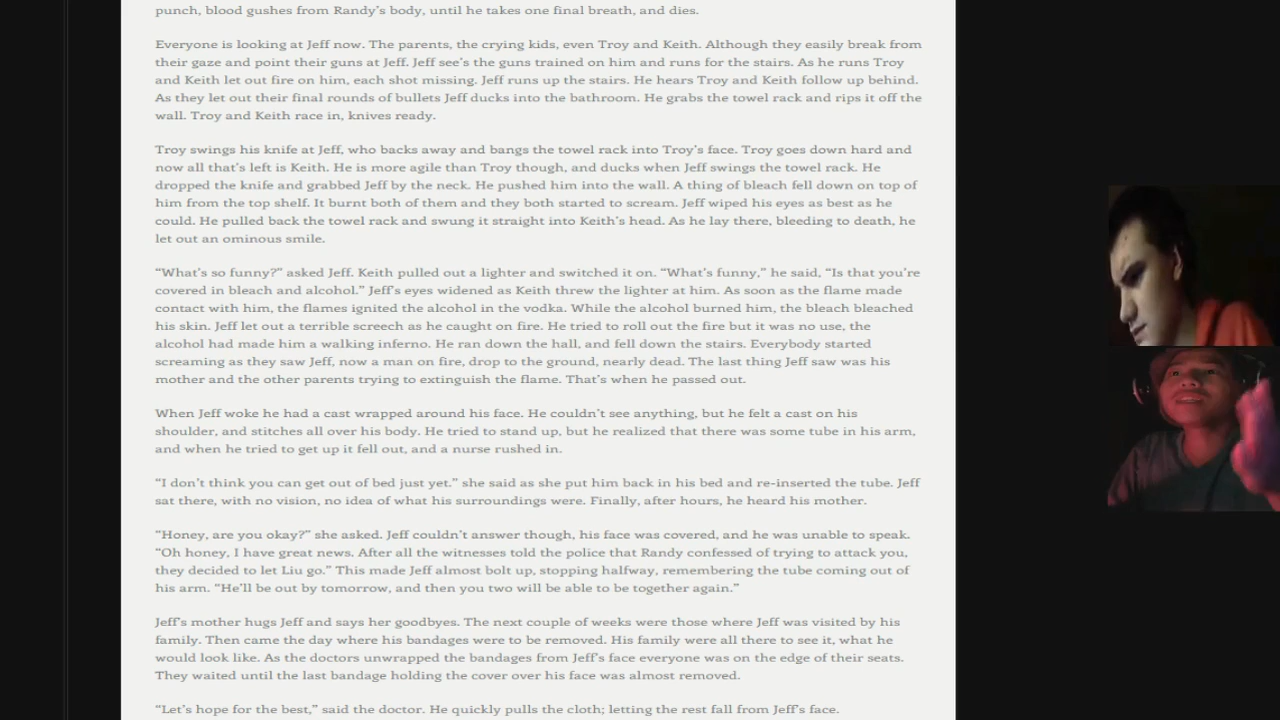 punch, blood gushes from Randy's body, until he takes one final breath, and dies.
Everyone is looking at Jeff now. The parents, the crying kids, even Troy and Keith. Although they easily break from
their gaze and point their guns at Jeff. Jeff see's the guns trained on him and runs for the stairs. As he runs Troy
and Keith let out fire on him, each shot missing. Jeff runs up the stairs. He hears Troy and Keith follow up behind.
As they let out their final rounds of bullets Jeff ducks into the bathroom. He grabs the towel rack and rips it off the
wall. Troy and Keith race in, knives ready.
Troy swings his knife at Jeff, who backs away and bangs the towel rack into Troy's face. Troy goes down hard and
now all that's left is Keith. He is more agile than Troy though, and ducks when Jeff swings the towel rack. He
dropped the knife and grabbed Jeff by the neck. He pushed him into the wall. A thing of bleach fell down on top of
him from the top shelf. It burnt both of them and they both started to scream. Jeff wiped his eyes as best as he
could. He pulled back the towel rack and swung it straight into Keith's head. As he lay there, bleeding to death, he
let out an ominous smile.
“What's so funny?” asked Jeff. Keith pulled out a lighter and switched it on. “What's funny,” he said, “Is that you're
covered in bleach and alcohol.” Jeff's eyes widened as Keith threw the lighter at him. As soon as the flame made
contact with him, the flames ignited the alcohol in the vodka. While the alcohol burned him, the bleach bleached
his skin. Jeff let out a terrible screech as he caught on fire. He tried to roll out the fire but it was no use, the
alcohol had made him a walking inferno. He ran down the hall, and fell down the stairs. Everybody started
screaming as they saw Jeff, now a man on fire, drop to the ground, nearly dead. The last thing Jeff saw was his
mother and the other parents trying to extinguish the flame. That's when he passed out.
When Jeff woke he had a cast wrapped around his face. He couldn't see anything, but he felt a cast on his
shoulder, and stitches all over his body. He tried to stand up, but he realized that there was some tube in his arm,
and when he tried to get up it fell out, and a nurse rushed in.
“I don't think you can get out of bed just yet.” she said as she put him back in his bed and re-inserted the tube. Jeff
sat there, with no vision, no idea of what his surroundings were. Finally, after hours, he heard his mother.
“Honey, are you okay?” she asked. Jeff couldn't answer though, his face was covered, and he was unable to speak.
“Oh honey, I have great news. After all the witnesses told the police that Randy confessed of trying to attack you,
they decided to let Liu go.” This made Jeff almost bolt up, stopping halfway, remembering the tube coming out of
his arm. “He'll be out by tomorrow, and then you two will be able to be together again.”
Jeff's mother hugs Jeff and says her goodbyes. The next couple of weeks were those where Jeff was visited by his
family. Then came the day where his bandages were to be removed. His family were all there to see it, what he
would look like. As the doctors unwrapped the bandages from Jeff's face everyone was on the edge of their seats.
They waited until the last bandage holding the cover over his face was almost removed.
“Let's hope for the best,” said the doctor. He quickly pulls the cloth; letting the rest fall from Jeff's face.